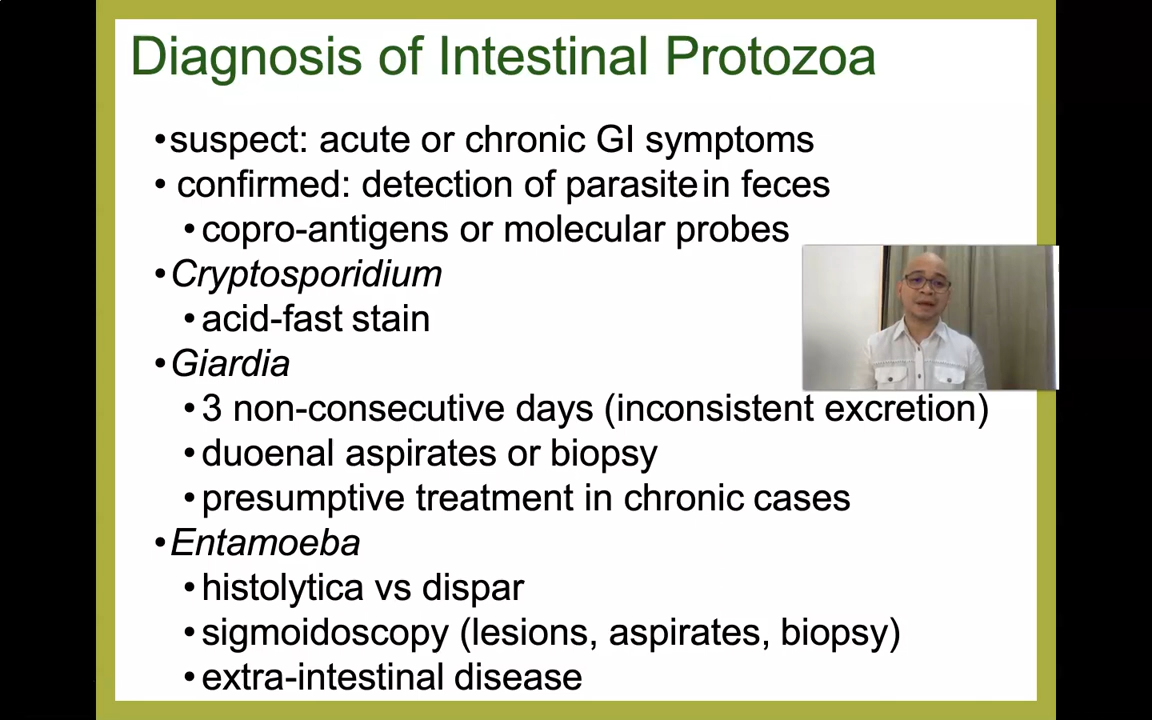 Diagnosis of Intestinal Protozoa
•suspect: acute or chronic GI symptoms
• confirmed: detection of parasite in feces
•copro-antigens or molecular probes
•Cryptosporidium
•acid-fast stain
•Giardia
•3 non-consecutive days (inconsistent excretion)
•duoenal aspirates or biopsy
•presumptive treatment in chronic cases
•Entamoeba
•histolytica vs dispar
•sigmoidoscopy (lesions, aspirates, biopsy)
•extra-intestinal disease